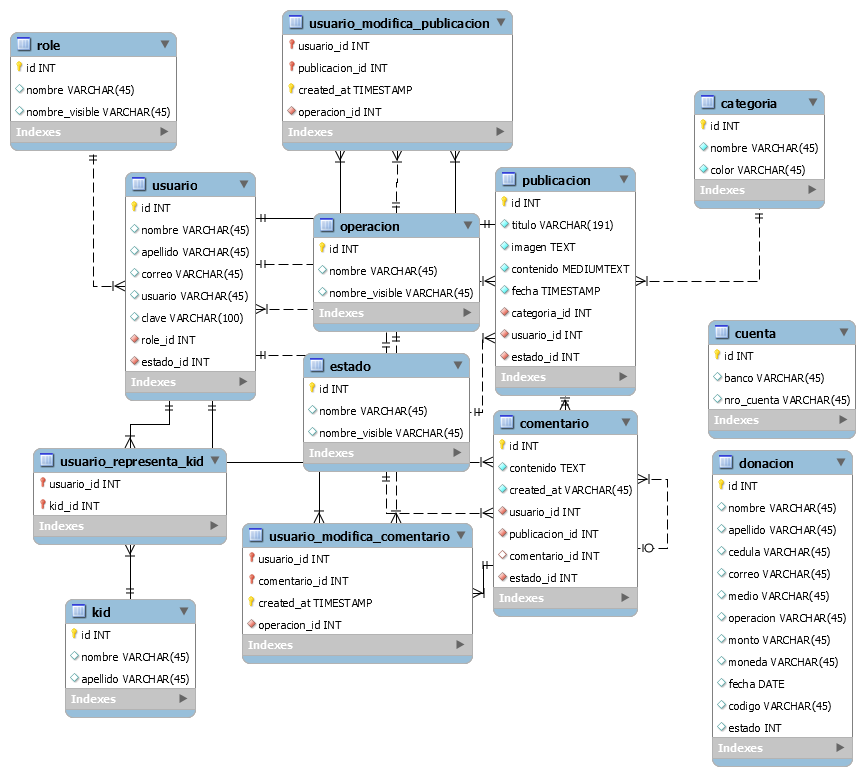 role
id INT
nombre VARCHAR(45)
nombre_visible VARCHAR(45)
Indexes
usuario_modifica_publicacion
usuario_id INT
publicacion_id INT
created_at TIMESTAMP
operacion_id INT
Indexes
categoria
id INT
nombre VARCHAR(45)
color VARCHAR(45)
Indexes
usuario
id INT
nombre VARCHAR(45)
apellido VARCHAR(45)
correo VARCHAR(45)
usuario VARCHAR(45)
clave VARCHAR(100)
role_id INT
estado_id INT
Indexes
operacion
id INT
nombre VARCHAR(45)
nombre_visible VARCHAR(45)
Indexes
publicacion
id INT
titulo VARCHAR(191)
imagen TEXT
contenido MEDIUMTEXT
fecha TIMESTAMP
categoria_id INT
usuario_id INT
estado_id INT
Indexes
cuenta
id INT
banco VARCHAR(45)
nro_cuenta VARCHAR(45)
Indexes
estado
id INT
nombre VARCHAR(45)
nombre_visible VARCHAR(45)
Indexes
comentario
id INT
contenido TEXT
created_at VARCHAR(45)
usuario_id INT
publicacion_id INT
comentario_id INT
estado_id INT
Indexes
usuario_representa_kid
usuario_id INT
kid_id INT
Indexes
usuario_modifica_comentario
usuario_id INT
comentario_id INT
created_at TIMESTAMP
operacion_id INT
Indexes
kid
id INT
nombre VARCHAR(45)
apellido VARCHAR(45)
Indexes
donacion
id INT
nombre VARCHAR(45)
apellido VARCHAR(45)
cedula VARCHAR(45)
correo VARCHAR(45)
medio VARCHAR(45)
operacion VARCHAR(45)
monto VARCHAR(45)
moneda VARCHAR(45)
fecha DATE
codigo VARCHAR(45)
estado INT
Indexes